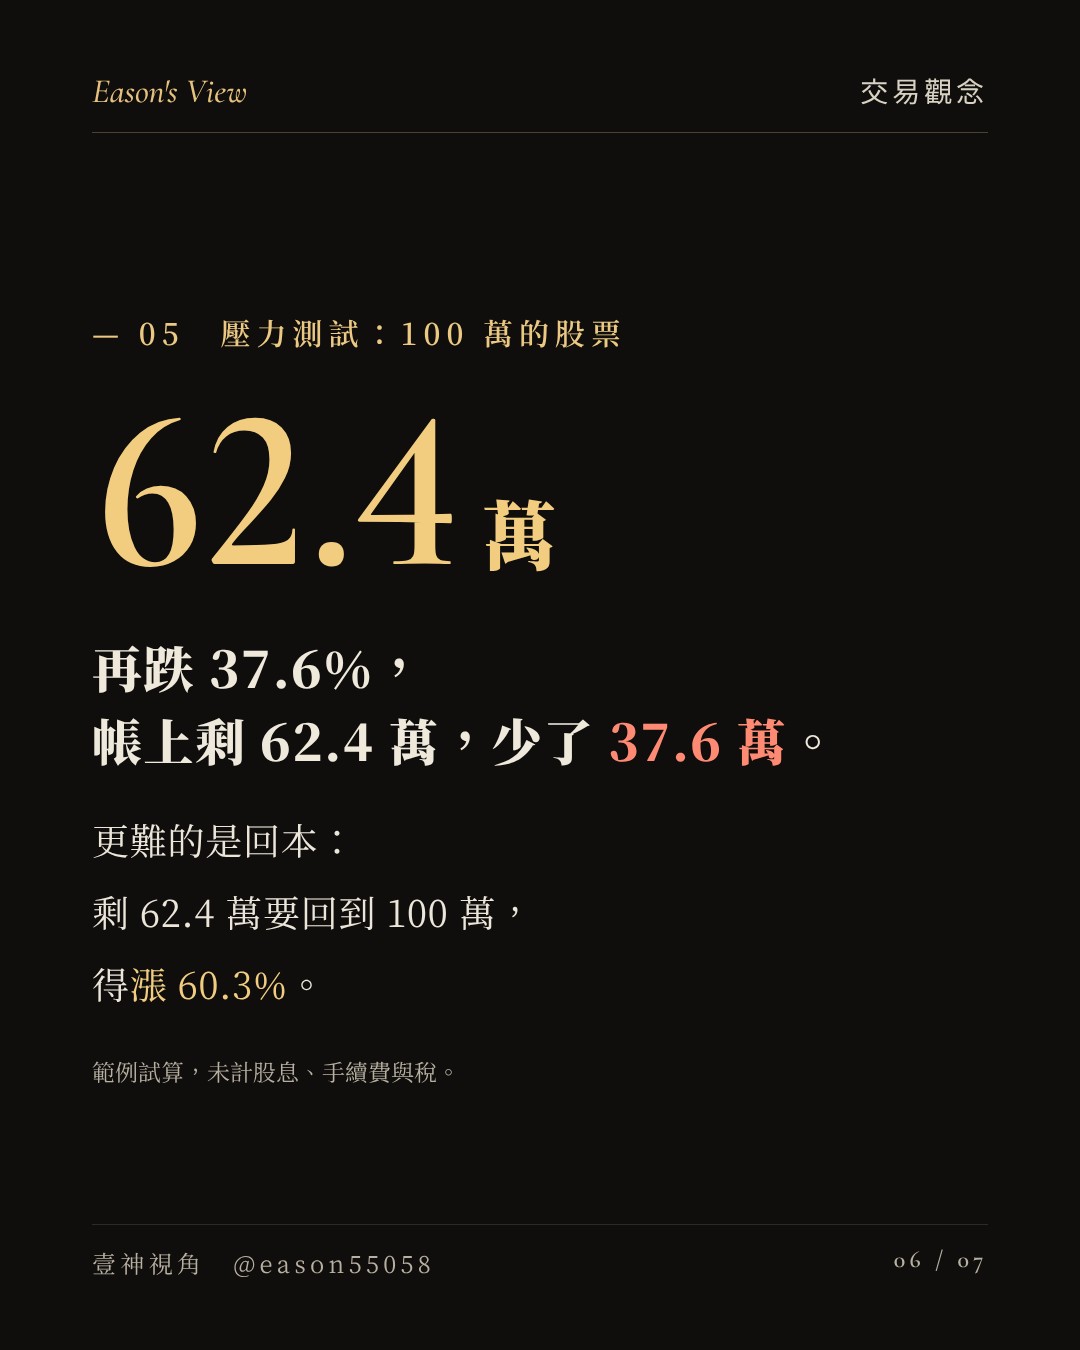 Eason's View
交易觀念
— 05 壓力測試：100 萬的股票
62.4 萬
再跌 37.6%，
帳上剩 62.4 萬，少了 37.6 萬。
更難的是回本：
剩 62.4 萬要回到 100 萬，
得漲 60.3%。
範例試算，未計股息、手續費與稅。
壹神視角 @eason55058
06 / 07